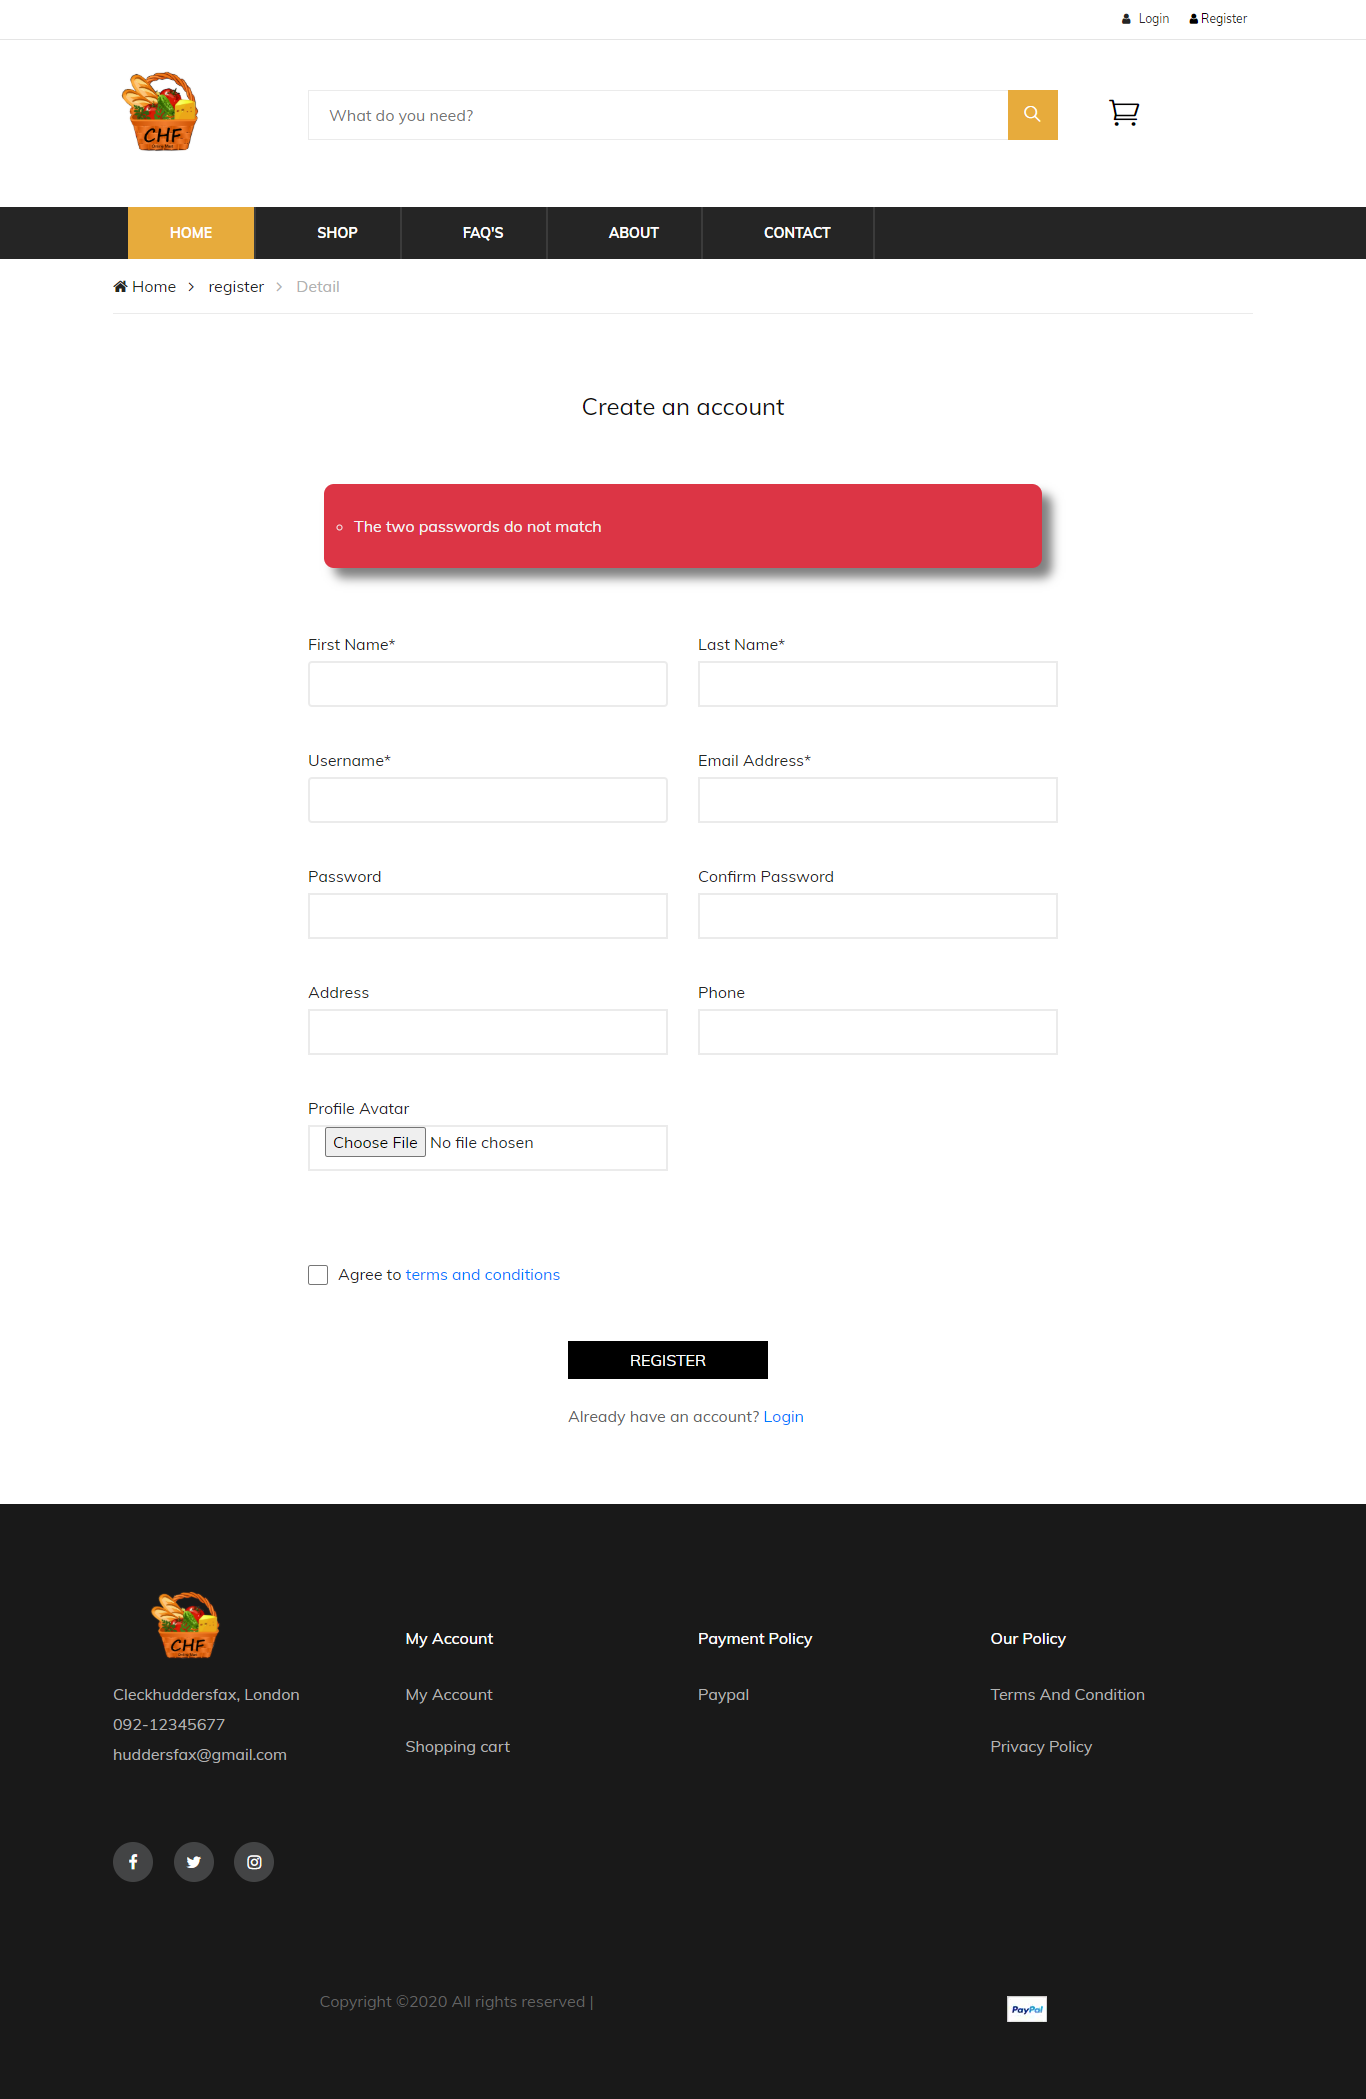 Login Register
CHF
What do you need?
HOME SHOP FAQ'S ABOUT CONTACT
Home > register > Detail
Create an account
The two passwords do not match
First Name* Last Name*
Username* Email Address*
Password Confirm Password
Address Phone
Profile Avatar
Choose File No file chosen
Agree to terms and conditions
REGISTER
Already have an account? Login
CHF
My Account Payment Policy Our Policy
Cleckhuddersfax, London My Account Paypal Terms And Condition
092-12345677
Shopping cart Privacy Policy
huddersfax@gmail.com
Copyright ©2020 All rights reserved |
PayPal